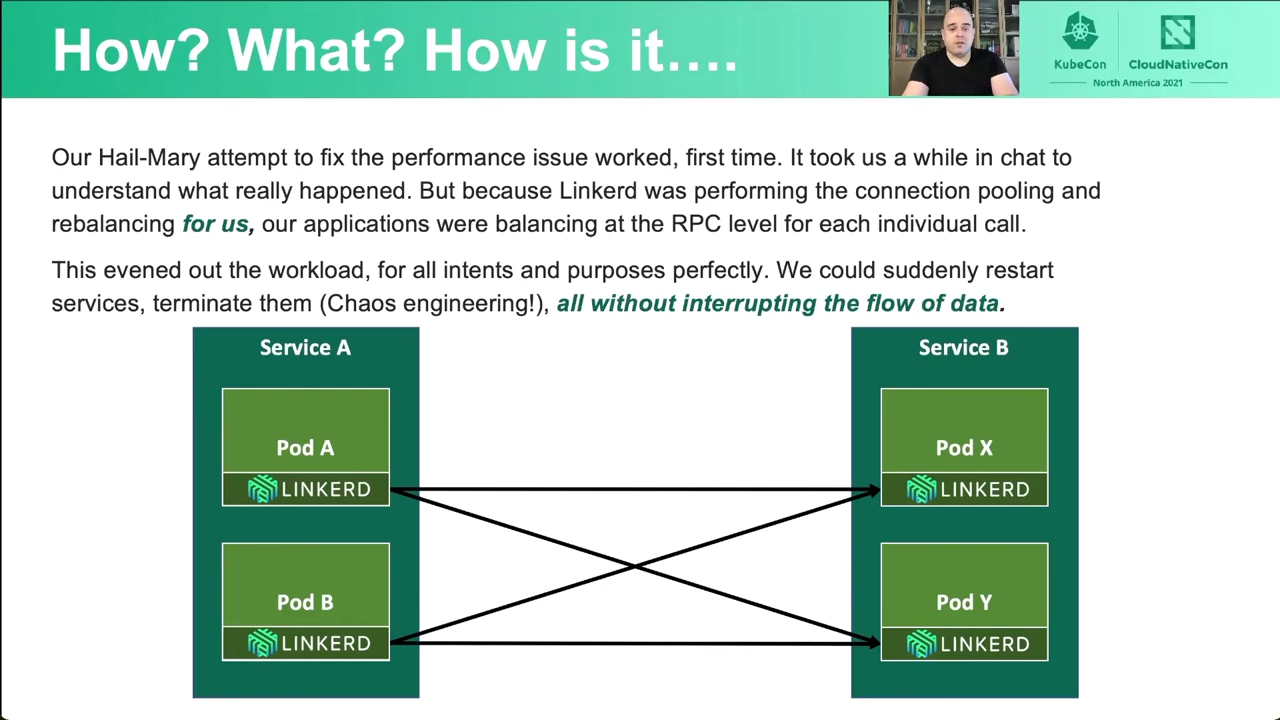 How? What? How is it....
KubeCon
CloudNativeCon
North America 2021
Our Hail-Mary attempt to fix the performance issue worked, first time. It took us a while in chat to
understand what really happened. But because Linkerd was performing the connection pooling and
rebalancing for us, our applications were balancing at the RPC level for each individual call.
This evened out the workload, for all intents and purposes perfectly. We could suddenly restart
services, terminate them (Chaos engineering!), all without interrupting the flow of data.
Service A
Pod A
LINKERD
Pod B
LINKERD
Service B
Pod X
LINKERD
Pod Y
LINKERD